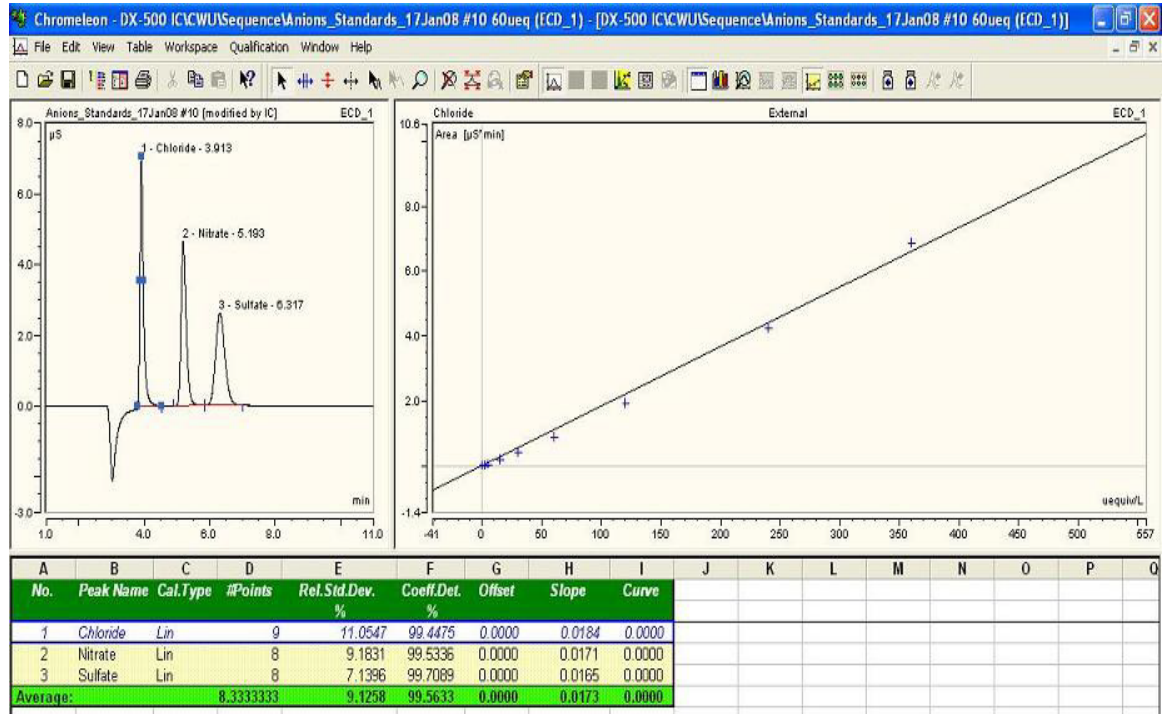 Chromeleon - DX-500 IC\CWU\Sequence\Anions_Standards_17Jan08 #10 60ueq (ECD_1) - [DX-500 IC\CWU\Sequence\Anions_Standards_17Jan08 #10 60ueq (ECD_1)]
File Edit View Table Workspace Qualification Window Help
Anions_Standards_17Jan08 #10 [modified by IC] ECD_1
8.0
µS
1 - Chloride - 3.913
6.0
2 - Nitrate - 5.193
4.0
3 - Sulfate - 6.317
2.0
0.0
min
-3.0
1.0 4.0 6.0 8.0 11.0
Chloride External ECD_1
10.6
Area [µS*min]
8.0
6.0
4.0
2.0
uequiv/L
-1.4
-41 0 50 100 150 200 250 300 350 400 450 500 557
A B C D E F G H I J K L M N O P Q
No. Peak Name Cal.Type #Points Rel.Std.Dev. Coeff.Det. Offset Slope Curve
% %
1 Chloride Lin 9 11.0547 99.4475 0.0000 0.0184 0.0000
2 Nitrate Lin 8 9.1831 99.5336 0.0000 0.0171 0.0000
3 Sulfate Lin 8 7.1396 99.7089 0.0000 0.0165 0.0000
Average: 8.3333333 9.1258 99.5633 0.0000 0.0173 0.0000